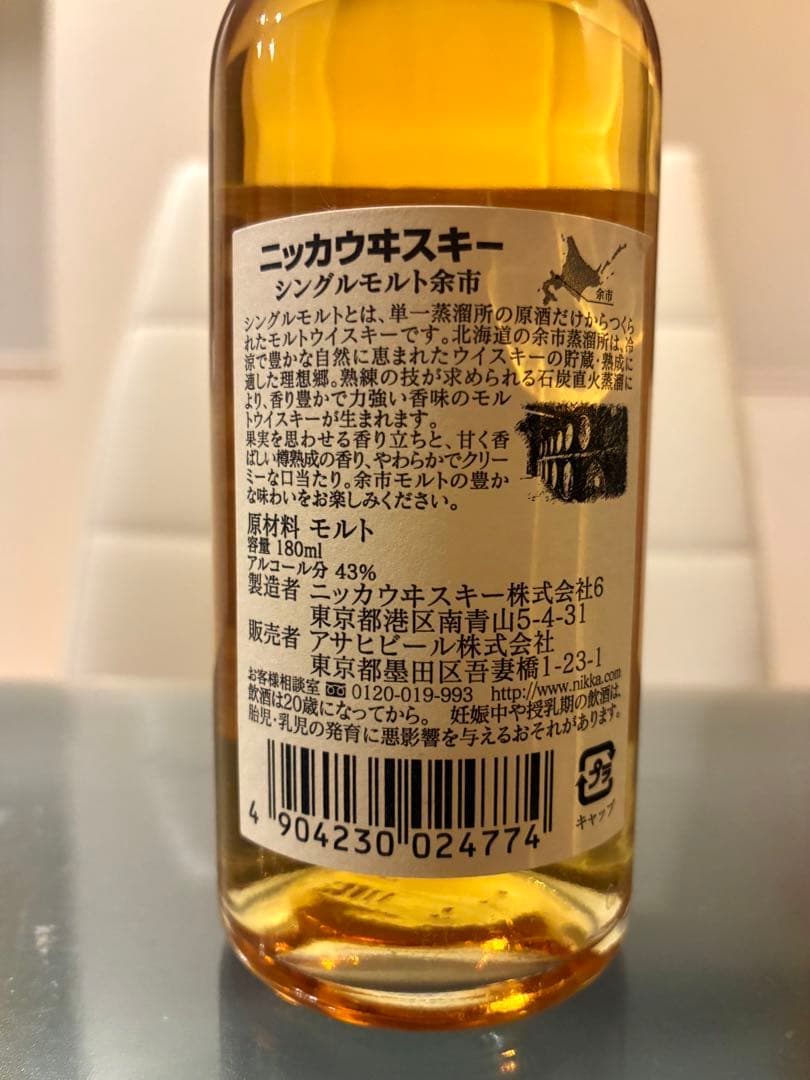 ニッカウヰスキー
シングルモルト余市
余市
シングルモルトとは、単一蒸溜所の原酒だけからつくら
れたモルトウイスキーです。北海道の余市蒸溜所は、冷
涼で豊かな自然に恵まれたウイスキーの貯蔵・熟成に
適した理想郷。熟練の技が求められる石炭直火蒸溜に
より、香り豊かで力強い香味のモル
トウイスキーが生まれます。
果実を思わせる香り立ちと、甘く香
ばしい樽熟成の香り、やわらかでクリー
ミーな口当たり。余市モルトの豊か
な味わいをお楽しみください。
原材料 モルト
容量 180ml
アルコール分 43%
製造者 ニッカウヰスキー株式会社6
東京都港区南青山5-4-31
販売者 アサヒビール株式会社
東京都墨田区吾妻橋1-23-1
お客様相談室 0120-019-993 http://www.nikka.com
飲酒は20歳になってから。 妊娠中や授乳期の飲酒は、
胎児・乳児の発育に悪影響を与えるおそれがあります。
プラ
キャップ
4 904230 024774